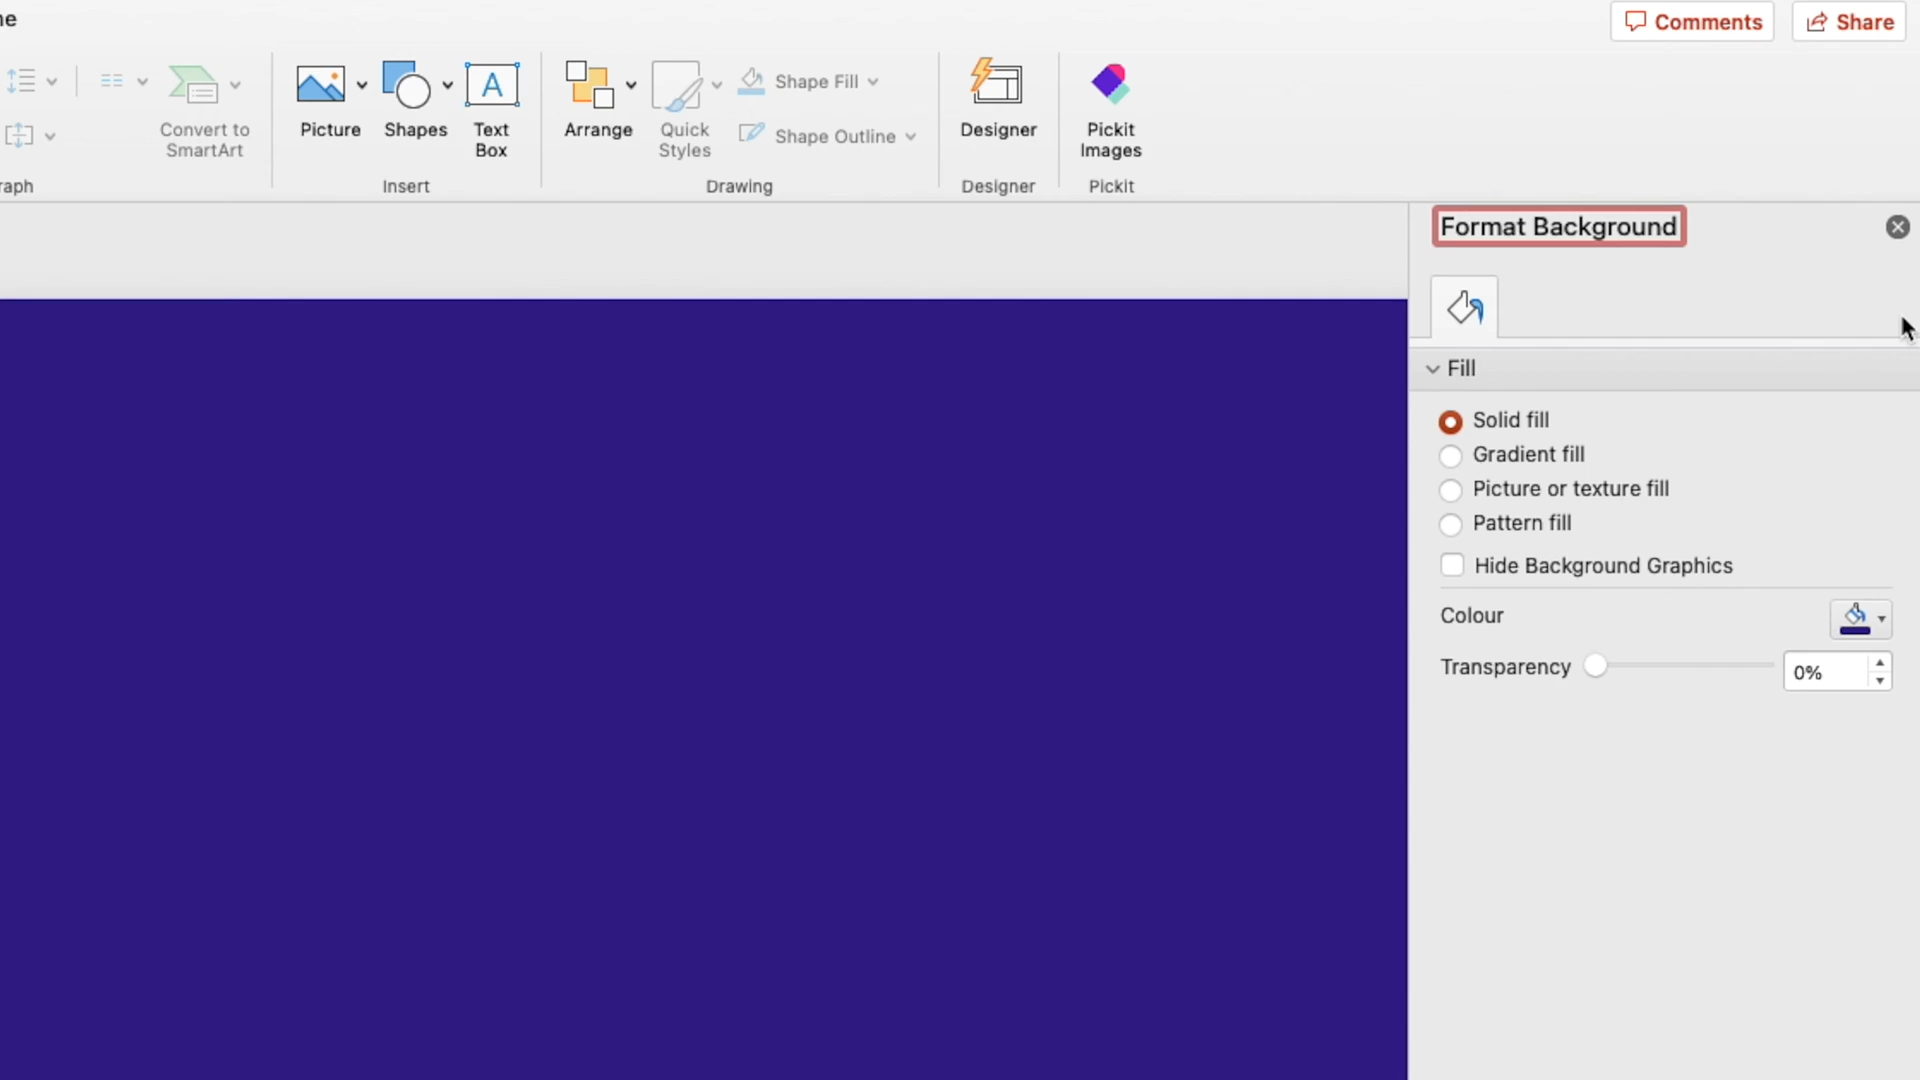 ne
Comments
Share
Convert to
SmartArt
Picture
Shapes
A
Text
Box
Arrange
Quick
Styles
Shape Fill
Shape Outline
Designer
Pickit
Images
raph
Insert
Drawing
Designer
Pickit
Format Background
Fill
Solid fill
Gradient fill
Picture or texture fill
Pattern fill
Hide Background Graphics
Colour
Transparency
0%